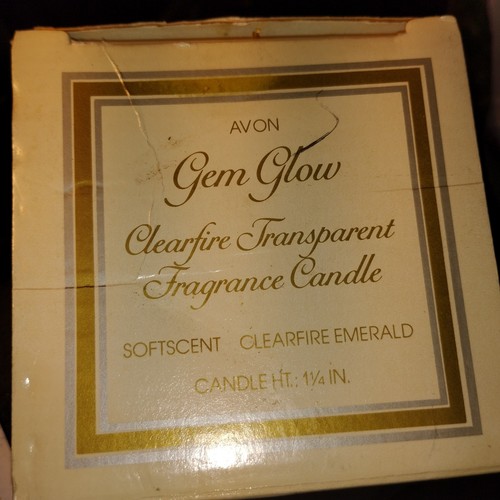 AVON
Gem Glow
Clearfire Transparent
Fragrance Candle
SOFTSCENT CLEARFIRE EMERALD
CANDLE HT.: 1¼ IN.